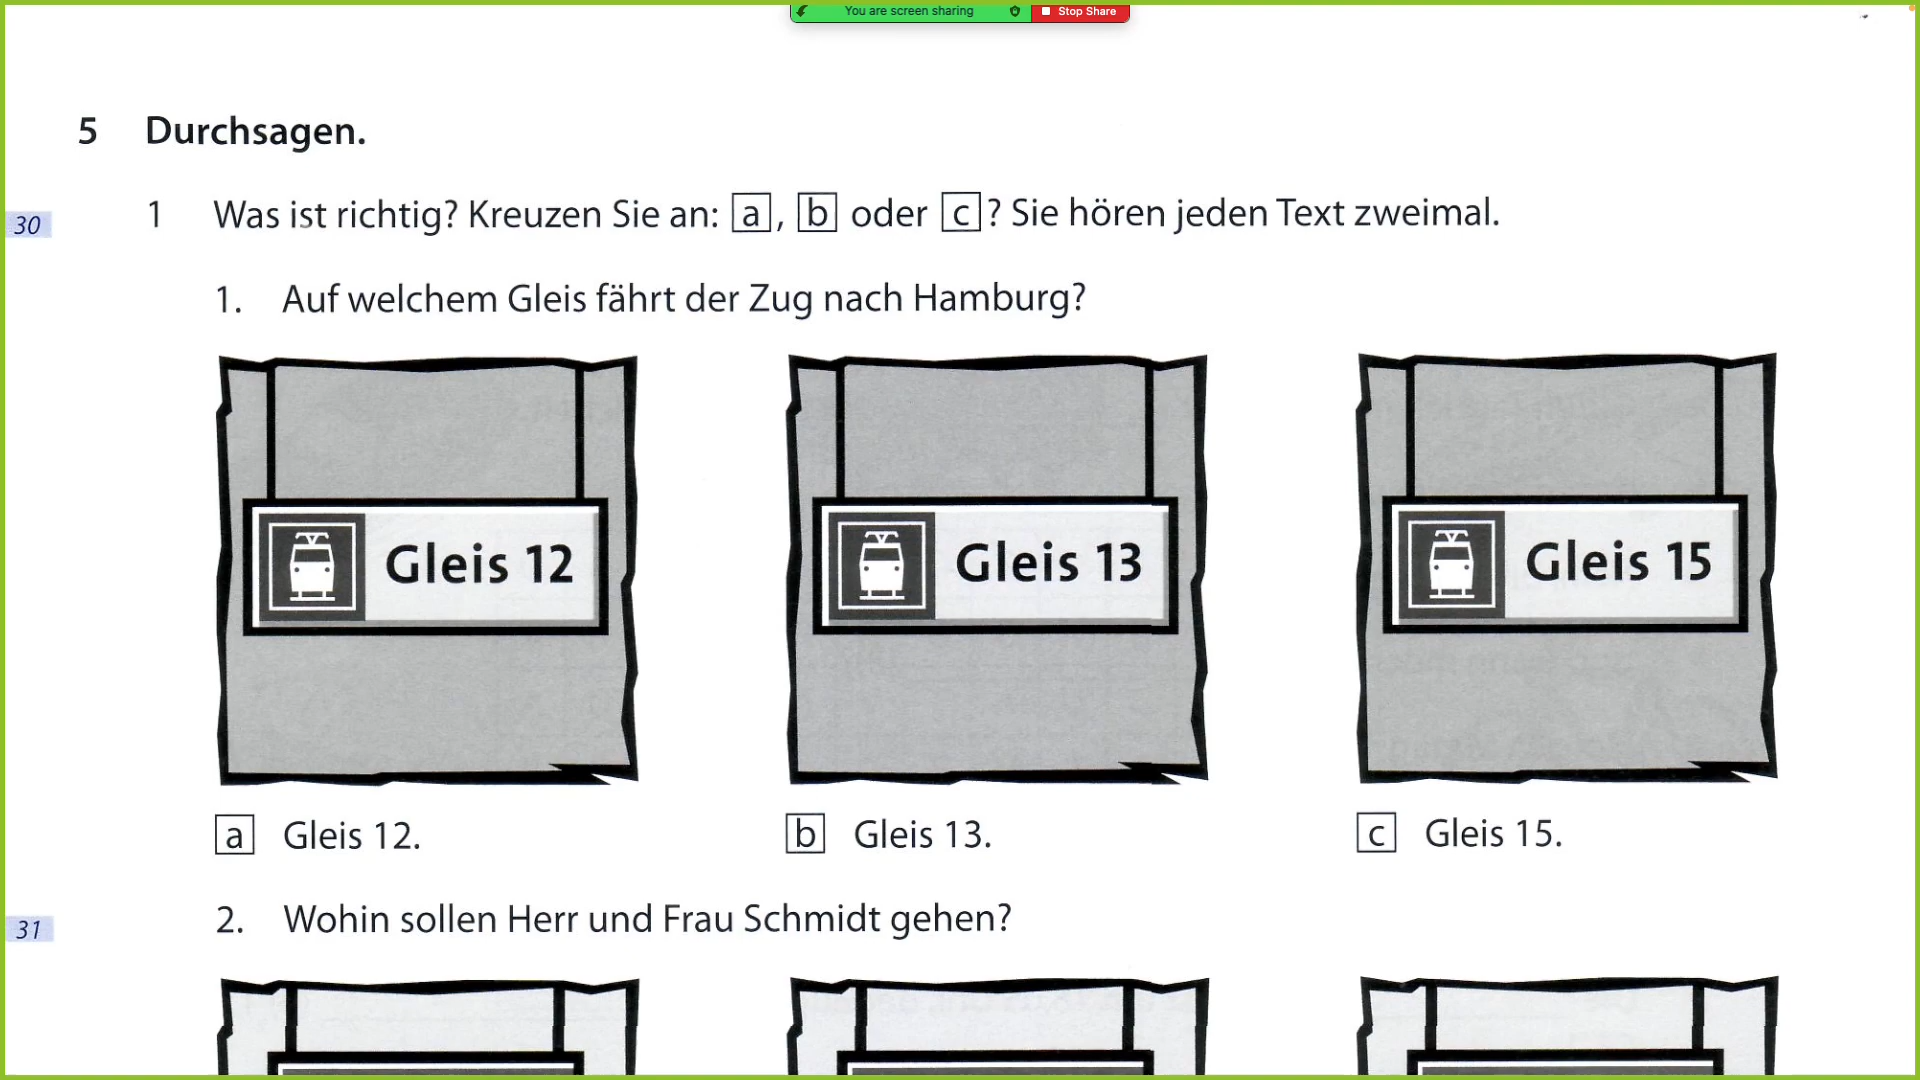 You are screen sharing Stop Share
5 Durchsagen.
30 1 Was ist richtig? Kreuzen Sie an: a, b oder c? Sie hören jeden Text zweimal.
1. Auf welchem Gleis fährt der Zug nach Hamburg?
Gleis 12 Gleis 13 Gleis 15
a Gleis 12. b Gleis 13. c Gleis 15.
31 2. Wohin sollen Herr und Frau Schmidt gehen?